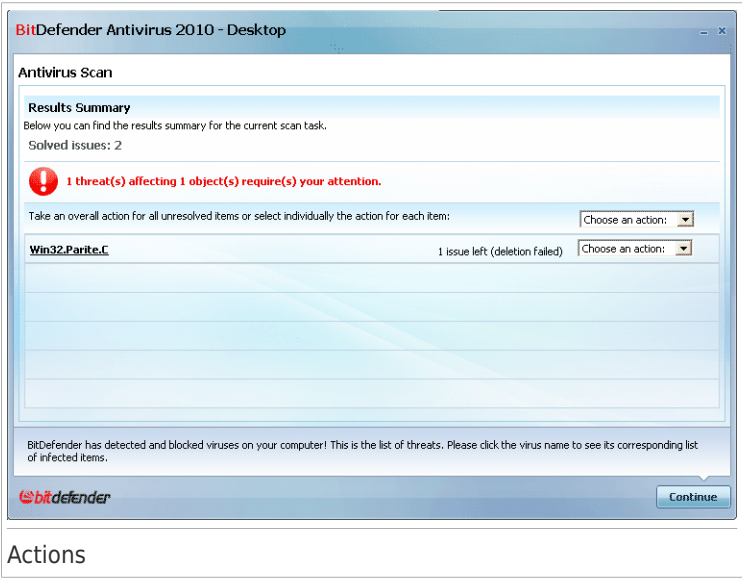 BitDefender Antivirus 2010 - Desktop
Antivirus Scan
Results Summary
Below you can find the results summary for the current scan task.
Solved issues: 2
1 threat(s) affecting 1 object(s) require(s) your attention.
Take an overall action for all unresolved items or select individually the action for each item:
Choose an action:
Win32.Parite.C
1 issue left (deletion failed)
Choose an action:
BitDefender has detected and blocked viruses on your computer! This is the list of threats. Please click the virus name to see its corresponding list
of infected items.
bitdefender
Continue
Actions